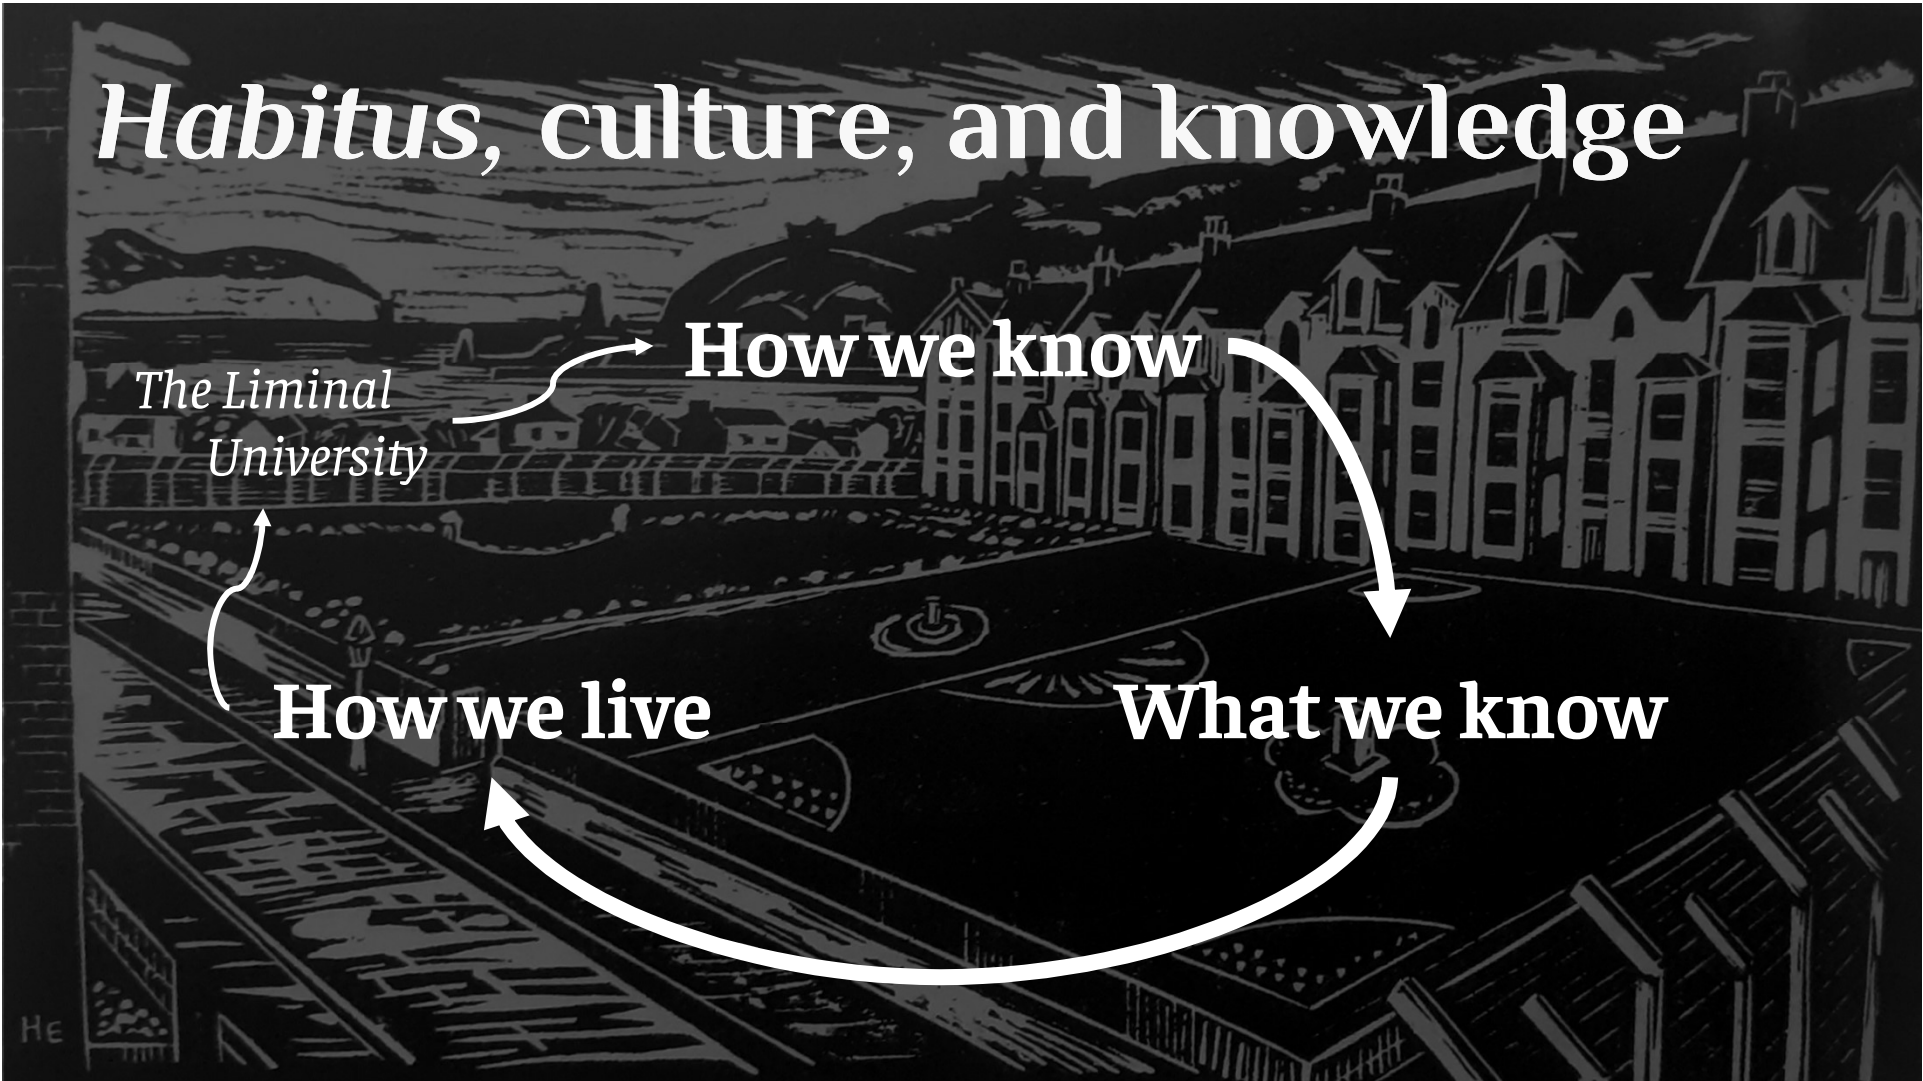 Habitus, culture, and knowledge
How we know
The Liminal
University
How we live
What we know
HE